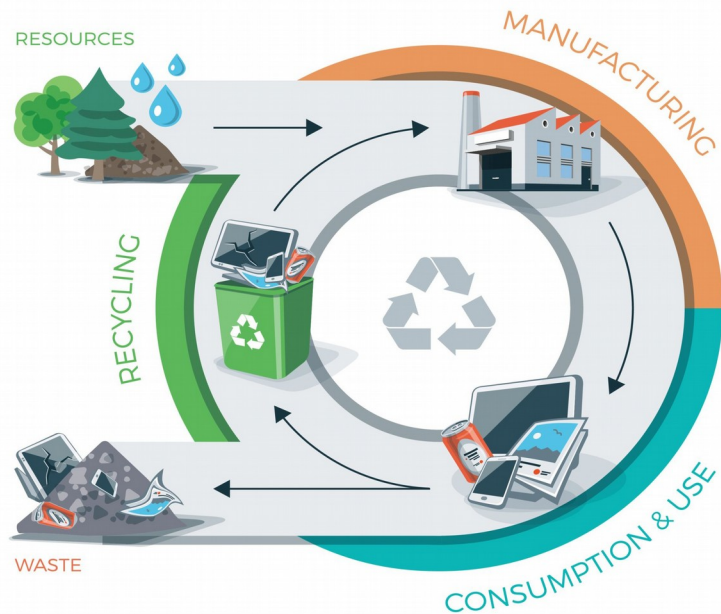 RESOURCES
MANUFACTURING
RECYCLING
CONSUMPTION & USE
WASTE